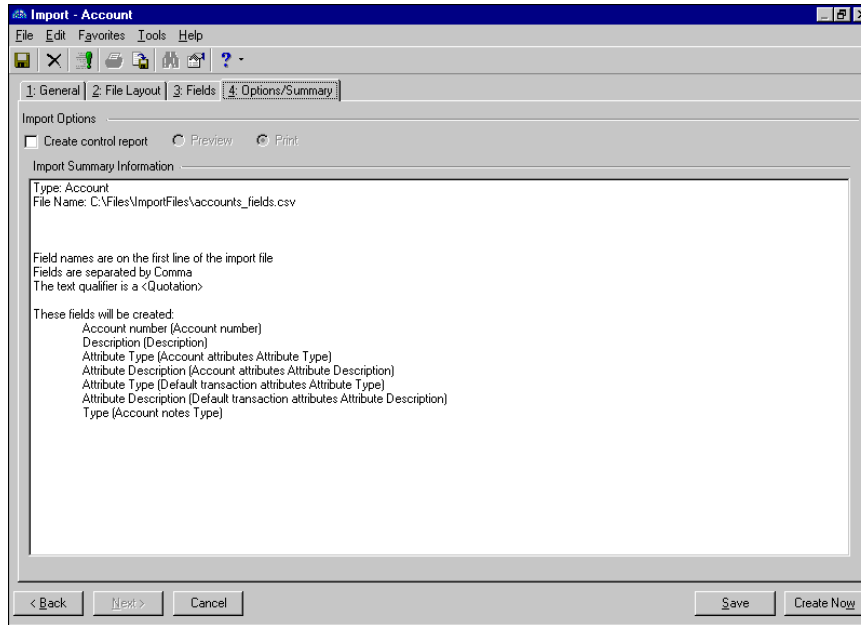 Import - Account
File Edit Favorites Tools Help
1: General 2: File Layout 3: Fields 4: Options/Summary
Import Options
Create control report Preview Print
Import Summary Information
Type: Account
File Name: C:\Files\ImportFiles\accounts_fields.csv
Field names are on the first line of the import file
Fields are separated by Comma
The text qualifier is a <Quotation>
These fields will be created:
Account number (Account number)
Description (Description)
Attribute Type (Account attributes Attribute Type)
Attribute Description (Account attributes Attribute Description)
Attribute Type (Default transaction attributes Attribute Type)
Attribute Description (Default transaction attributes Attribute Description)
Type (Account notes Type)
< Back Next > Cancel Save Create Now